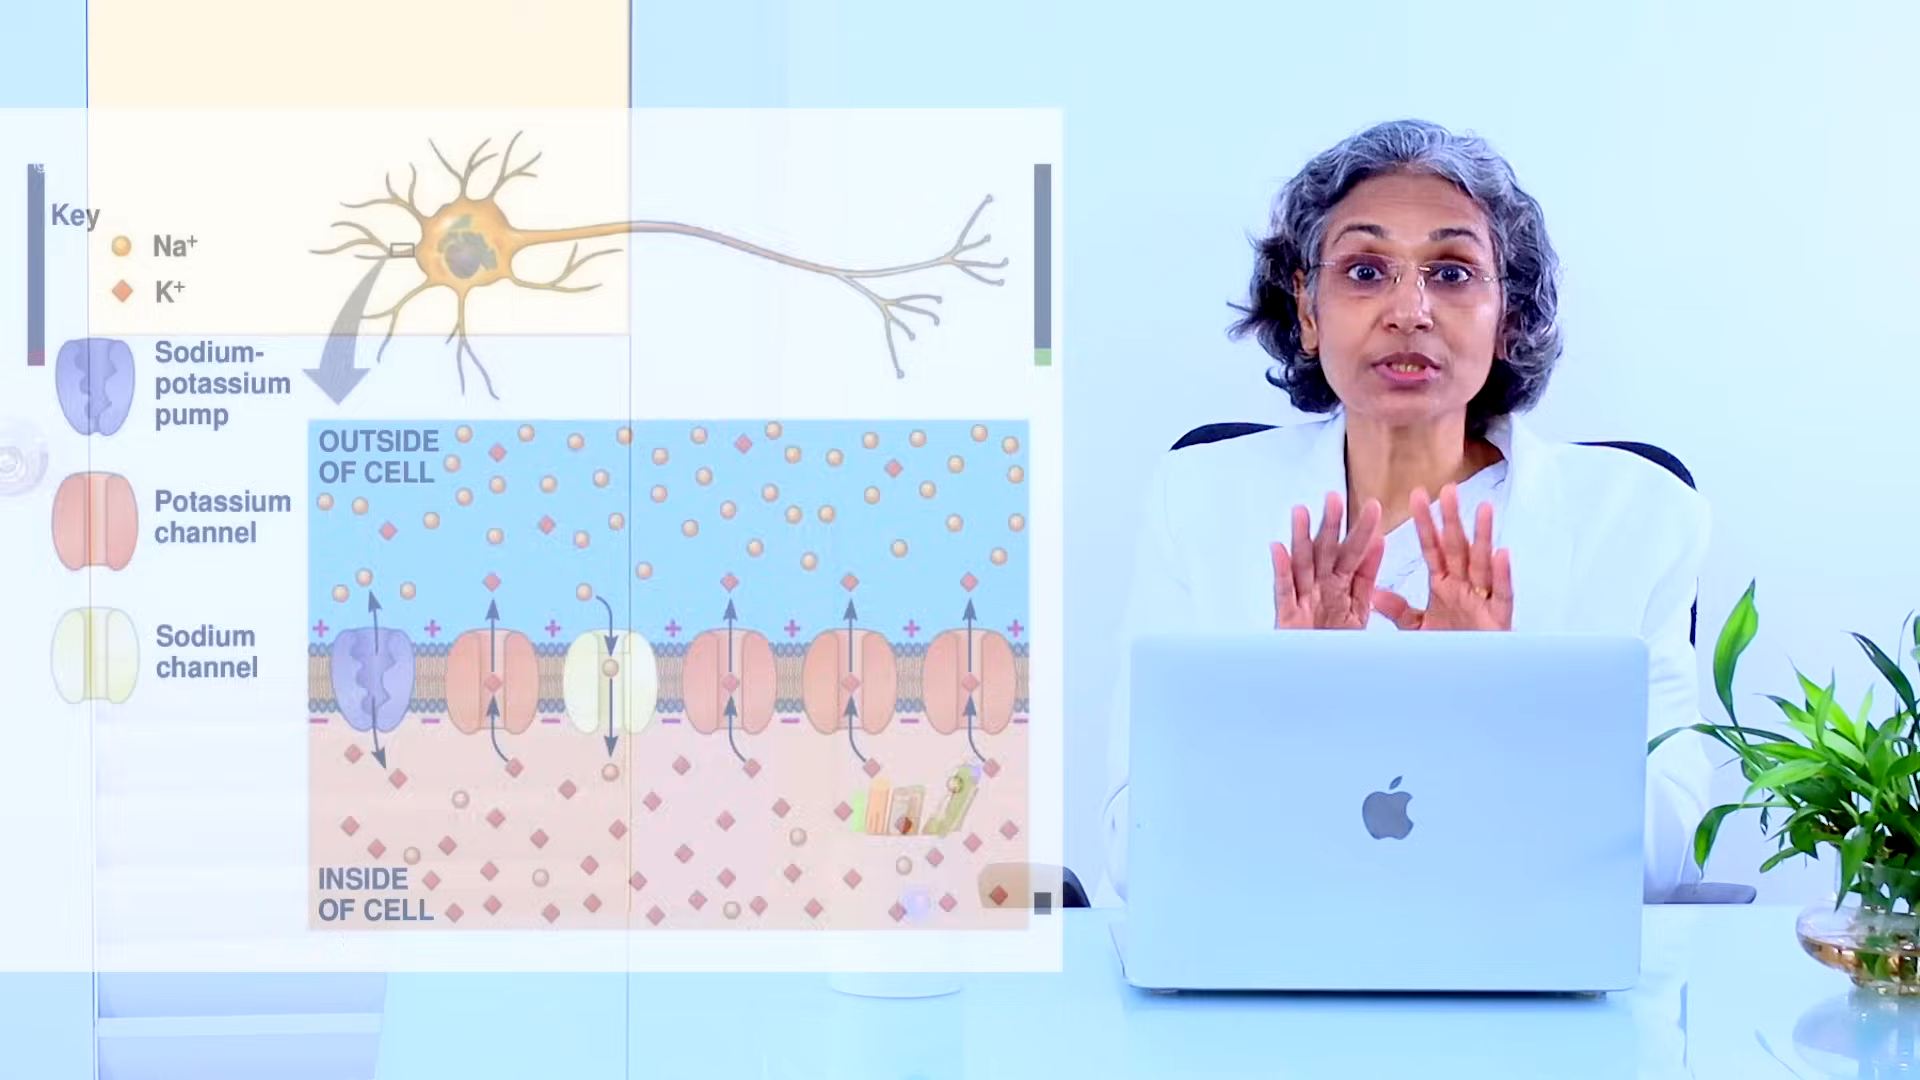 Key
Na+
K+
Sodium-
potassium
pump
Potassium
channel
Sodium
channel
OUTSIDE
OF CELL
INSIDE
OF CELL